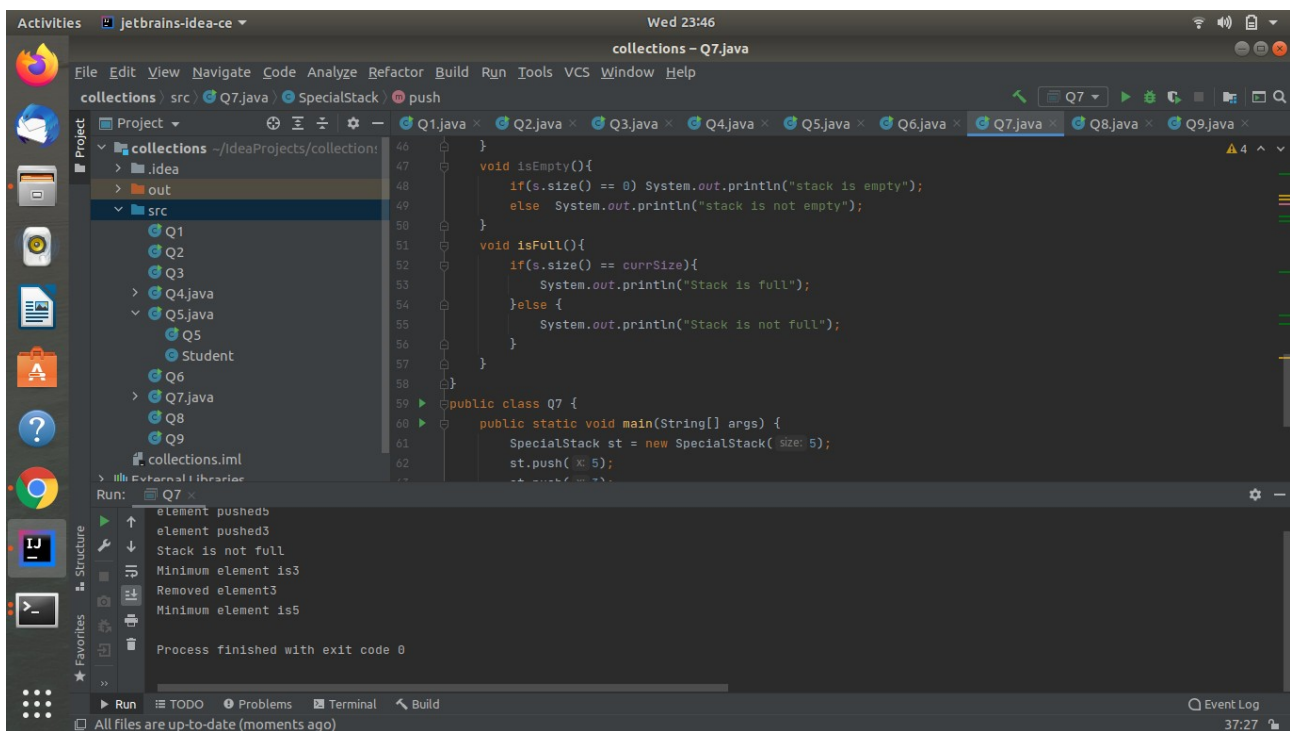 Activities jetbrains-idea-ce Wed 23:46
collections – Q7.java
File Edit View Navigate Code Analyze Refactor Build Run Tools VCS Window Help
collections src Q7.java SpecialStack push Q7
Project Q1.java Q2.java Q3.java Q4.java Q5.java Q6.java Q7.java Q8.java Q9.java
Project
collections ~/IdeaProjects/collections
.idea
out
src
Q1
Q2
Q3
Q4.java
Q5.java
Q5
Student
Q6
Q7.java
Q8
Q9
collections.iml
External Libraries
4
46 }
47 void isEmpty(){
48 if(s.size() == 0) System.out.println("stack is empty");
49 else System.out.println("stack is not empty");
50 }
51 void isFull(){
52 if(s.size() == currSize){
53 System.out.println("Stack is full");
54 }else {
55 System.out.println("Stack is not full");
56 }
57 }
58 }
59 public class Q7 {
60 public static void main(String[] args) {
61 SpecialStack st = new SpecialStack( size: 5);
62 st.push( x: 5);
Run: Q7
element pushed5
element pushed3
Stack is not full
Minimum element is3
Removed element3
Minimum element is5
Process finished with exit code 0
Structure
Favorites
Run TODO Problems Terminal Build Event Log
All files are up-to-date (moments ago) 37:27